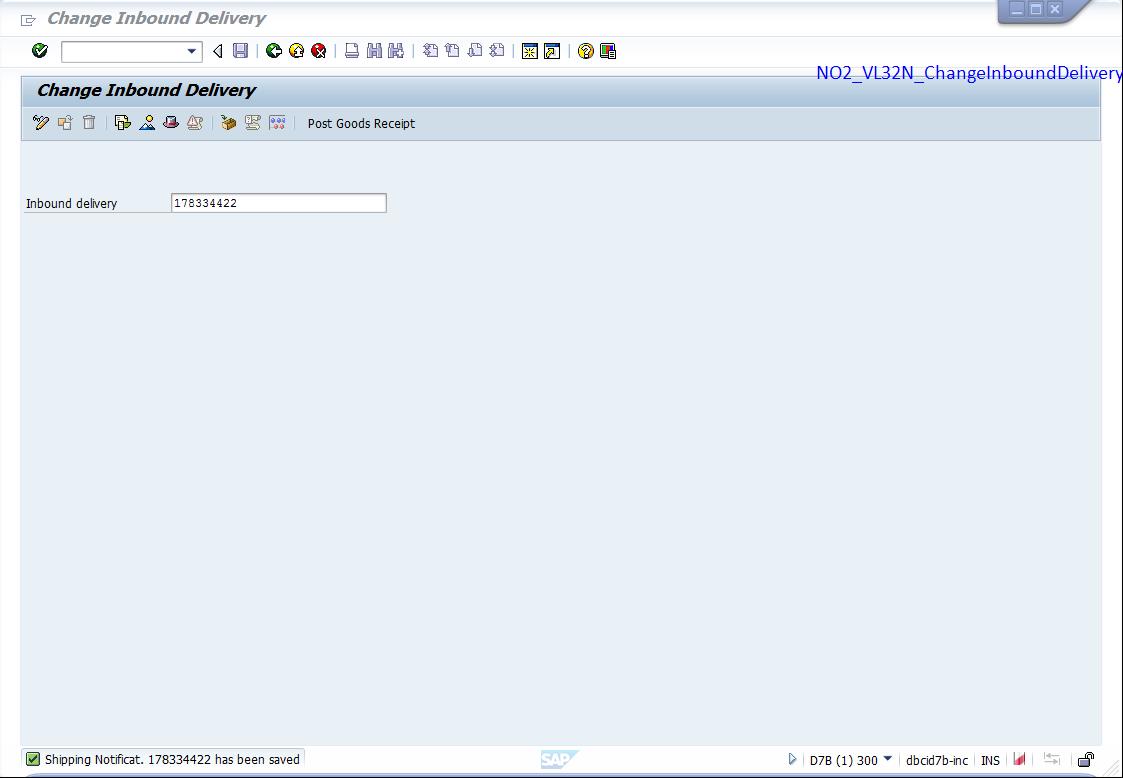 Change Inbound Delivery
NO2_VL32N_ChangeInboundDelivery
Change Inbound Delivery
Post Goods Receipt
Inbound delivery 178334422
Shipping Notificat. 178334422 has been saved SAP D7B (1) 300 dbcid7b-inc INS